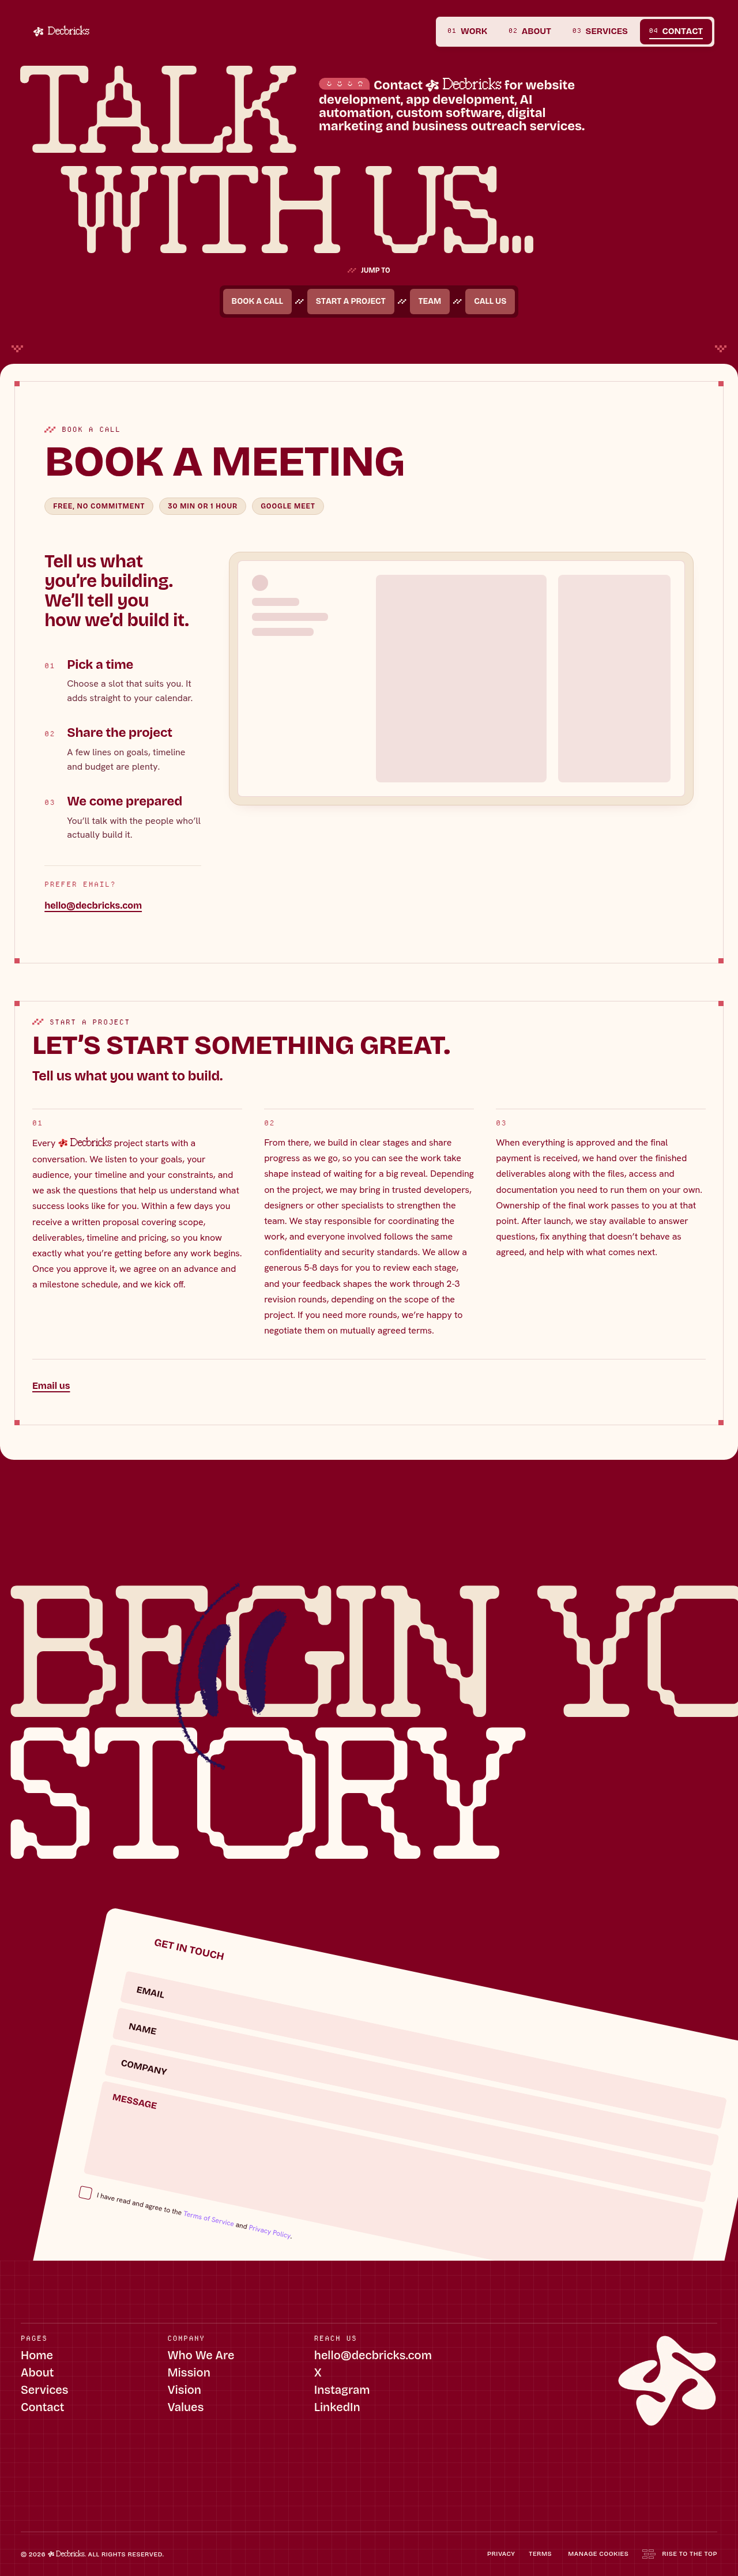 Decbricks
01 WORK 02 ABOUT 03 SERVICES 04 CONTACT
TALK
WITH US...
Contact Decbricks for website
development, app development, AI
automation, custom software, digital
marketing and business outreach services.
JUMP TO
BOOK A CALL START A PROJECT TEAM CALL US
BOOK A CALL
BOOK A MEETING
FREE, NO COMMITMENT 30 MIN OR 1 HOUR GOOGLE MEET
Tell us what
you're building.
We'll tell you
how we'd build it.
01 Pick a time
Choose a slot that suits you. It
adds straight to your calendar.
02 Share the project
A few lines on goals, timeline
and budget are plenty.
03 We come prepared
You'll talk with the people who'll
actually build it.
PREFER EMAIL?
hello@decbricks.com
START A PROJECT
LET'S START SOMETHING GREAT.
Tell us what you want to build.
01
Every Decbricks project starts with a
conversation. We listen to your goals, your
audience, your timeline and your constraints, and
we ask the questions that help us understand what
success looks like for you. Within a few days you
receive a written proposal covering scope,
deliverables, timeline and pricing, so you know
exactly what you're getting before any work begins.
Once you approve it, we agree on an advance and
a milestone schedule, and we kick off.
02
From there, we build in clear stages and share
progress as we go, so you can see the work take
shape instead of waiting for a big reveal. Depending
on the project, we may bring in trusted developers,
designers or other specialists to strengthen the
team. We stay responsible for coordinating the
work, and everyone involved follows the same
confidentiality and security standards. We allow a
generous 5-8 days for you to review each stage,
and your feedback shapes the work through 2-3
revision rounds, depending on the scope of the
project. If you need more rounds, we're happy to
negotiate them on mutually agreed terms.
03
When everything is approved and the final
payment is received, we hand over the finished
deliverables along with the files, access and
documentation you need to run them on your own.
Ownership of the final work passes to you at that
point. After launch, we stay available to answer
questions, fix anything that doesn't behave as
agreed, and help with what comes next.
Email us
BEGIN YO
STORY
GET IN TOUCH
EMAIL
NAME
COMPANY
MESSAGE
I have read and agree to the Terms of Service and Privacy Policy.
PAGES
Home
About
Services
Contact
COMPANY
Who We Are
Mission
Vision
Values
REACH US
hello@decbricks.com
X
Instagram
LinkedIn
© 2026 Decbricks. ALL RIGHTS RESERVED.
PRIVACY TERMS MANAGE COOKIES RISE TO THE TOP